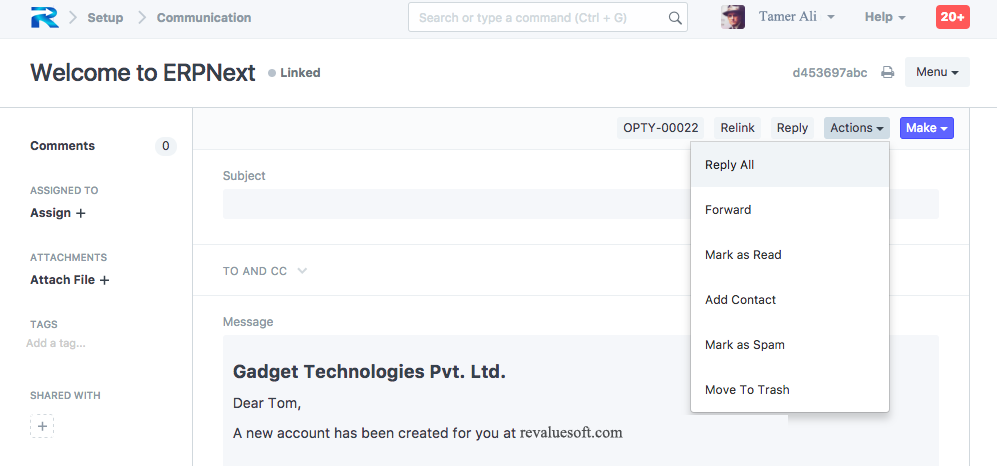 Setup
Communication
Search or type a command (Ctrl + G)
Tamer Ali
Help
20+
Welcome to ERPNext
Linked
d453697abc
Menu
Comments
0
OPTY-00022
Relink
Reply
Actions
Make
Reply All
Forward
Mark as Read
Add Contact
Mark as Spam
Move To Trash
ASSIGNED TO
Assign +
ATTACHMENTS
Attach File +
TAGS
Add a tag...
SHARED WITH
+
Subject
TO AND CC
Message
Gadget Technologies Pvt. Ltd.
Dear Tom,
A new account has been created for you at revaluesoft.com